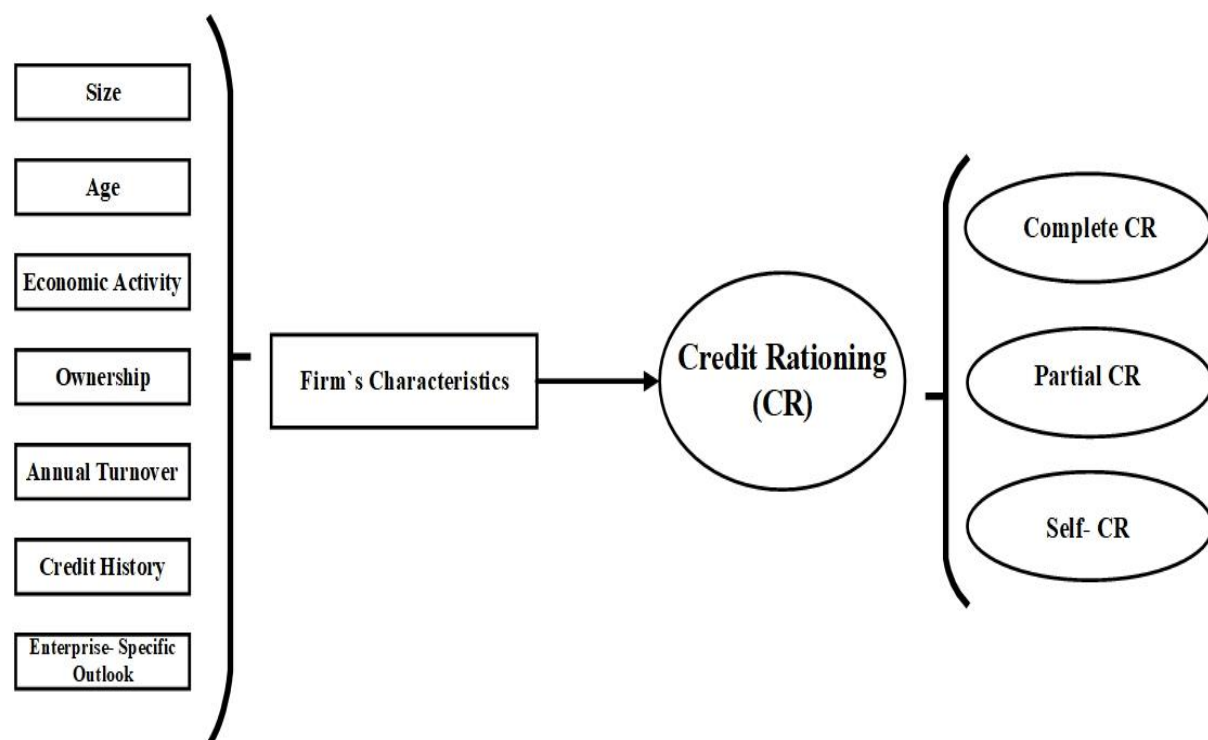 Size
Age
Economic Activity
Ownership
Annual Turnover
Credit History
Enterprise- Specific
Outlook
Firm`s Characteristics
Credit Rationing
(CR)
Complete CR
Partial CR
Self- CR